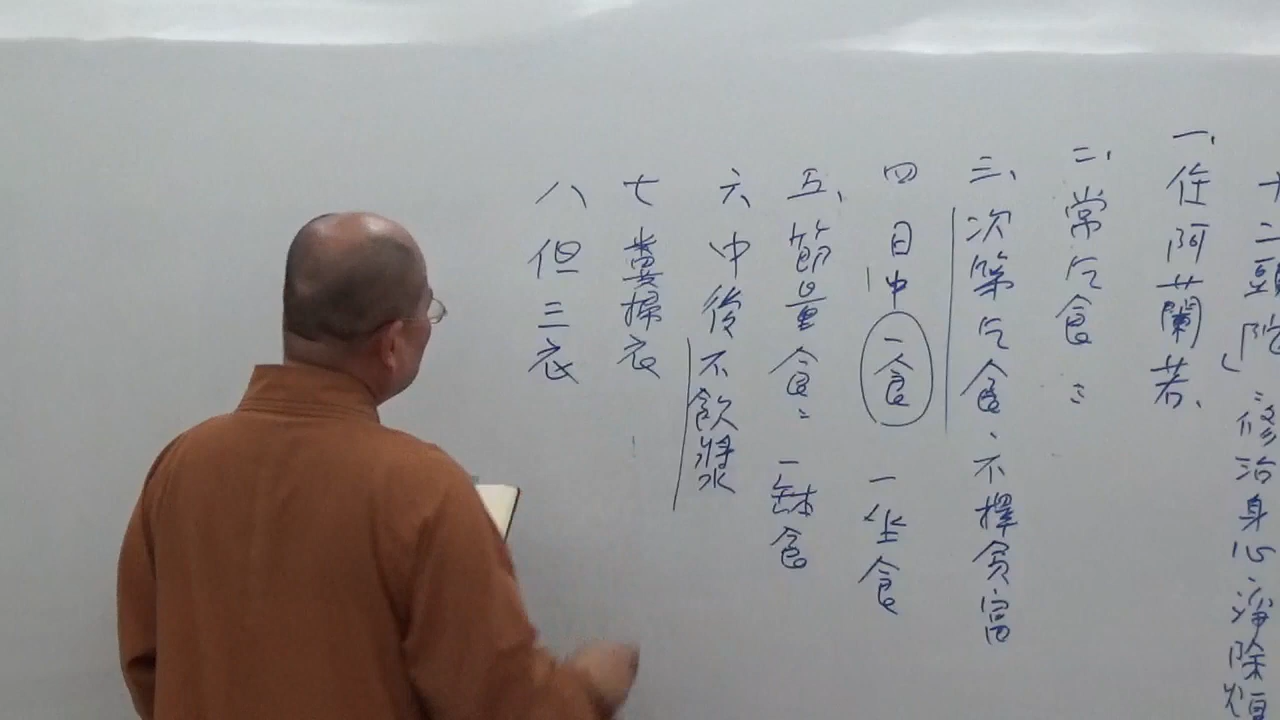 十二頭陀：修治身心淨除煩
一、住阿蘭若、
二、常乞食：
三、次第乞食、不擇貧富
四 日中一食 一坐食
五、節量食：一缽食
六、中後不飲漿
七 糞掃衣
八 但三衣